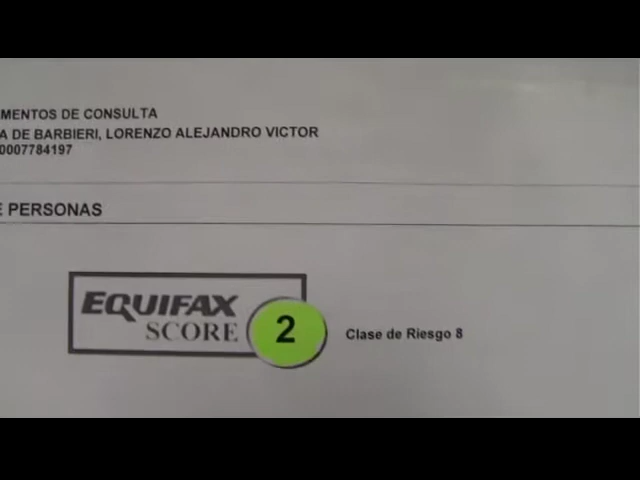 MENTOS DE CONSULTA
A DE BARBIERI, LORENZO ALEJANDRO VICTOR
0007784197
E PERSONAS
EQUIFAX
SCORE 2 Clase de Riesgo 8